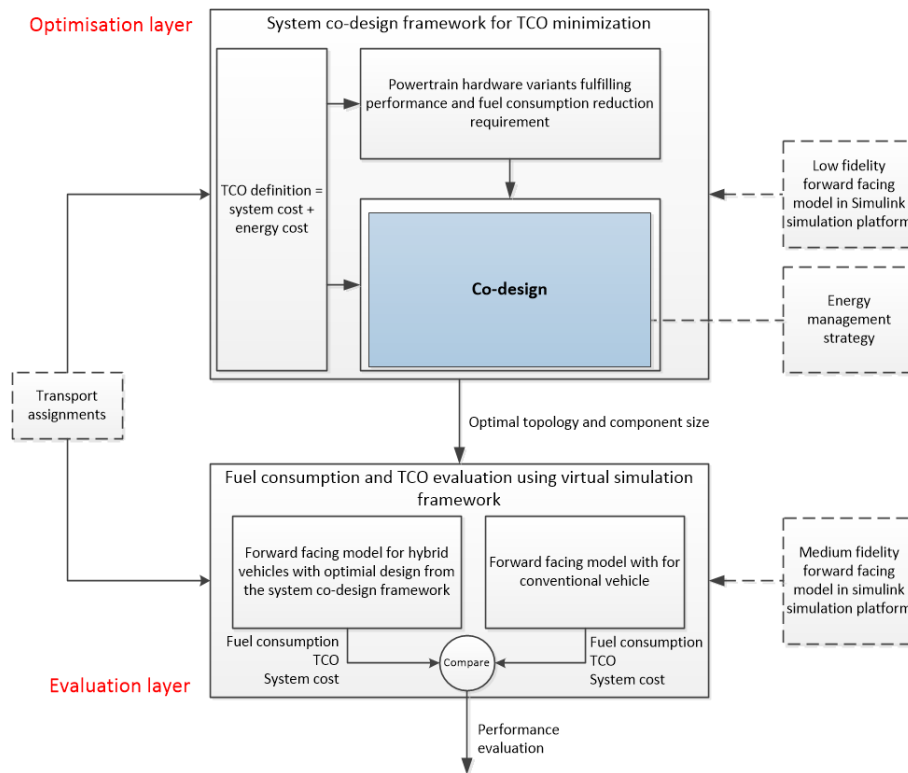 Optimisation layer
System co-design framework for TCO minimization
Powertrain hardware variants fulfilling
performance and fuel consumption reduction
requirement
TCO definition =
system cost +
energy cost
Co-design
Low fidelity
forward facing
model in Simulink
simulation platform
Energy
management
strategy
Transport
assignments
Optimal topology and component size
Fuel consumption and TCO evaluation using virtual simulation
framework
Forward facing model for hybrid
vehicles with optimial design from
the system co-design framework
Forward facing model with for
conventional vehicle
Medium fidelity
forward facing
model in simulink
simulation platform
Fuel consumption
TCO
System cost
Compare
Fuel consumption
TCO
System cost
Evaluation layer
Performance
evaluation